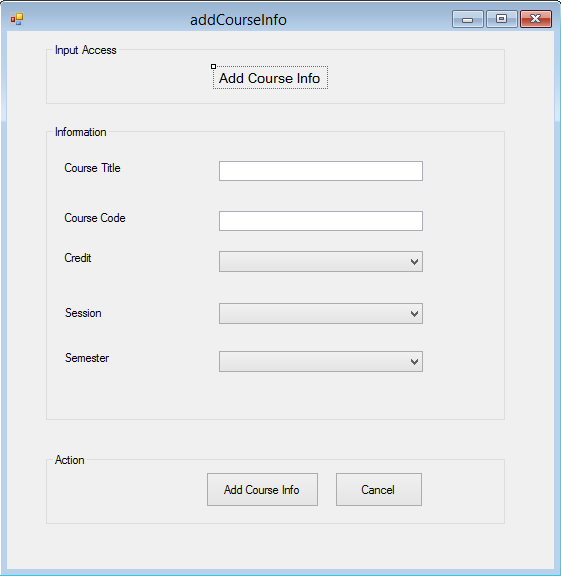 addCourseInfo
Input Access
Add Course Info
Information
Course Title
Course Code
Credit
Session
Semester
Action
Add Course Info
Cancel